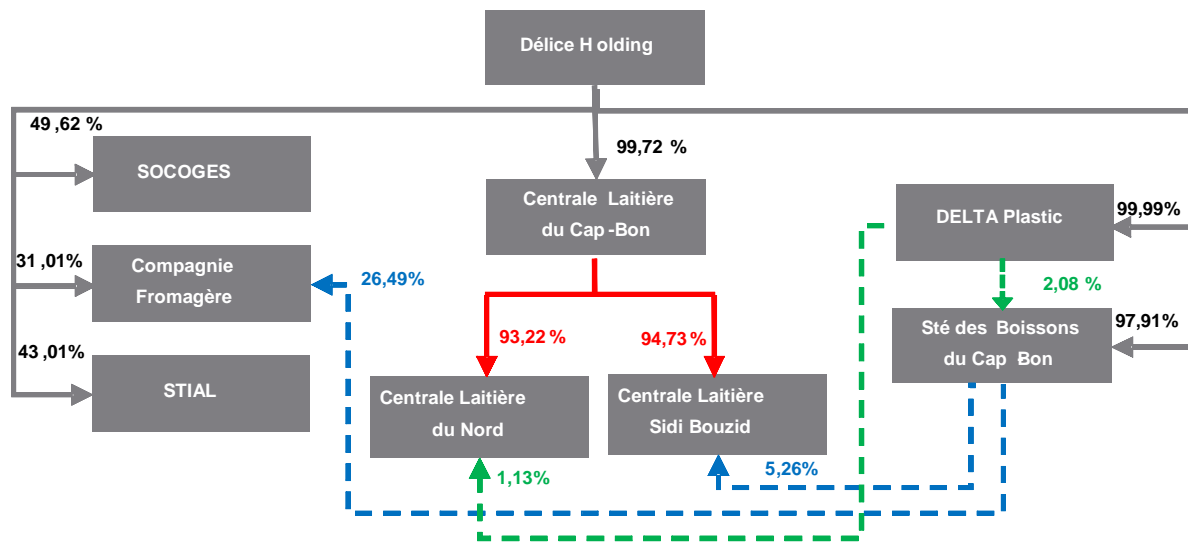 Délice H olding
49 ,62 %
SOCOGES
99,72 %
Centrale Laitière
du Cap -Bon
DELTA Plastic
99,99%
31 ,01%
Compagnie
Fromagère
26,49%
2,08 %
Sté des Boissons
du Cap Bon
97,91%
93,22 %
94,73 %
43 ,01%
STIAL
Centrale Laitière
du Nord
Centrale Laitière
Sidi Bouzid
1,13%
5,26%